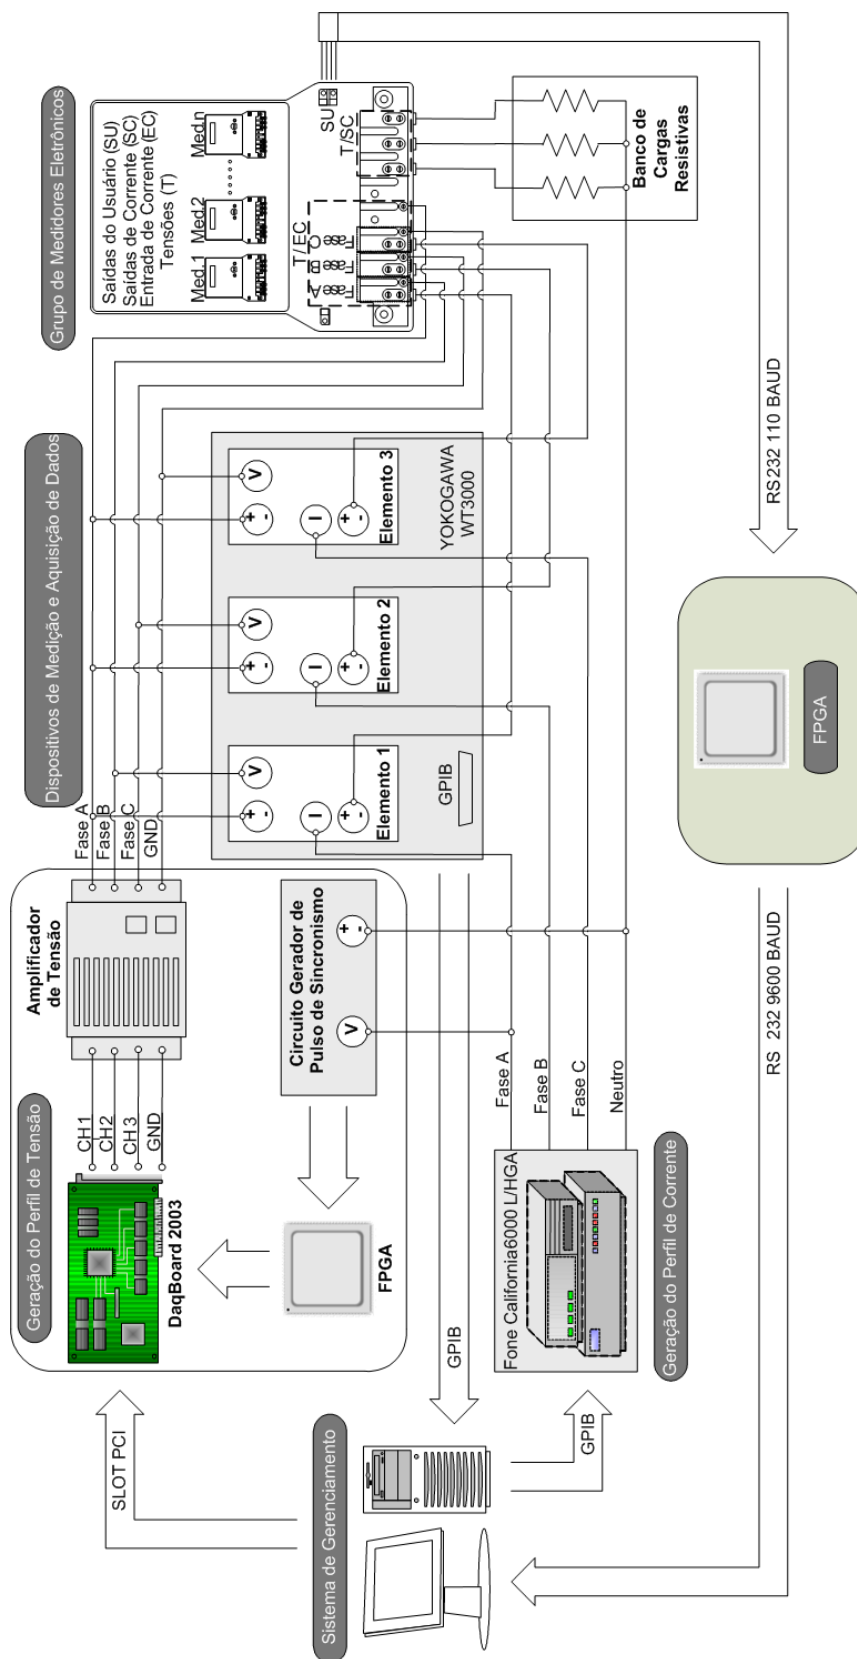 Sistema de Gerenciamento
SLOT PCI
GPIB
GPIB
Geração do Perfil de Tensão
DaqBoard 2003
CH1
CH2
CH3
GND
Amplificador
de Tensão
Fase A
Fase B
Fase C
GND
FPGA
Circuito Gerador de
Pulso de Sincronismo
V
+
-
Fone California6000 L/HGA
Geração do Perfil de Corrente
Fase A
Fase B
Fase C
Neutro
Dispositivos de Medição e Aquisição de Dados
+
-
V
I
+
-
Elemento 1
+
-
V
I
+
-
Elemento 2
+
-
V
I
+
-
Elemento 3
GPIB
YOKOGAWA
WT3000
Grupo de Medidores Eletrônicos
Saídas do Usuário (SU)
Saídas de Corrente (SC)
Entrada de Corrente (EC)
Tensões (T)
Med.1
Med.2
Med.n
T/EC
Fase A
Fase B
Fase C
SU
T/SC
Banco de
Cargas
Resistivas
RS232 110 BAUD
FPGA
RS 232 9600 BAUD